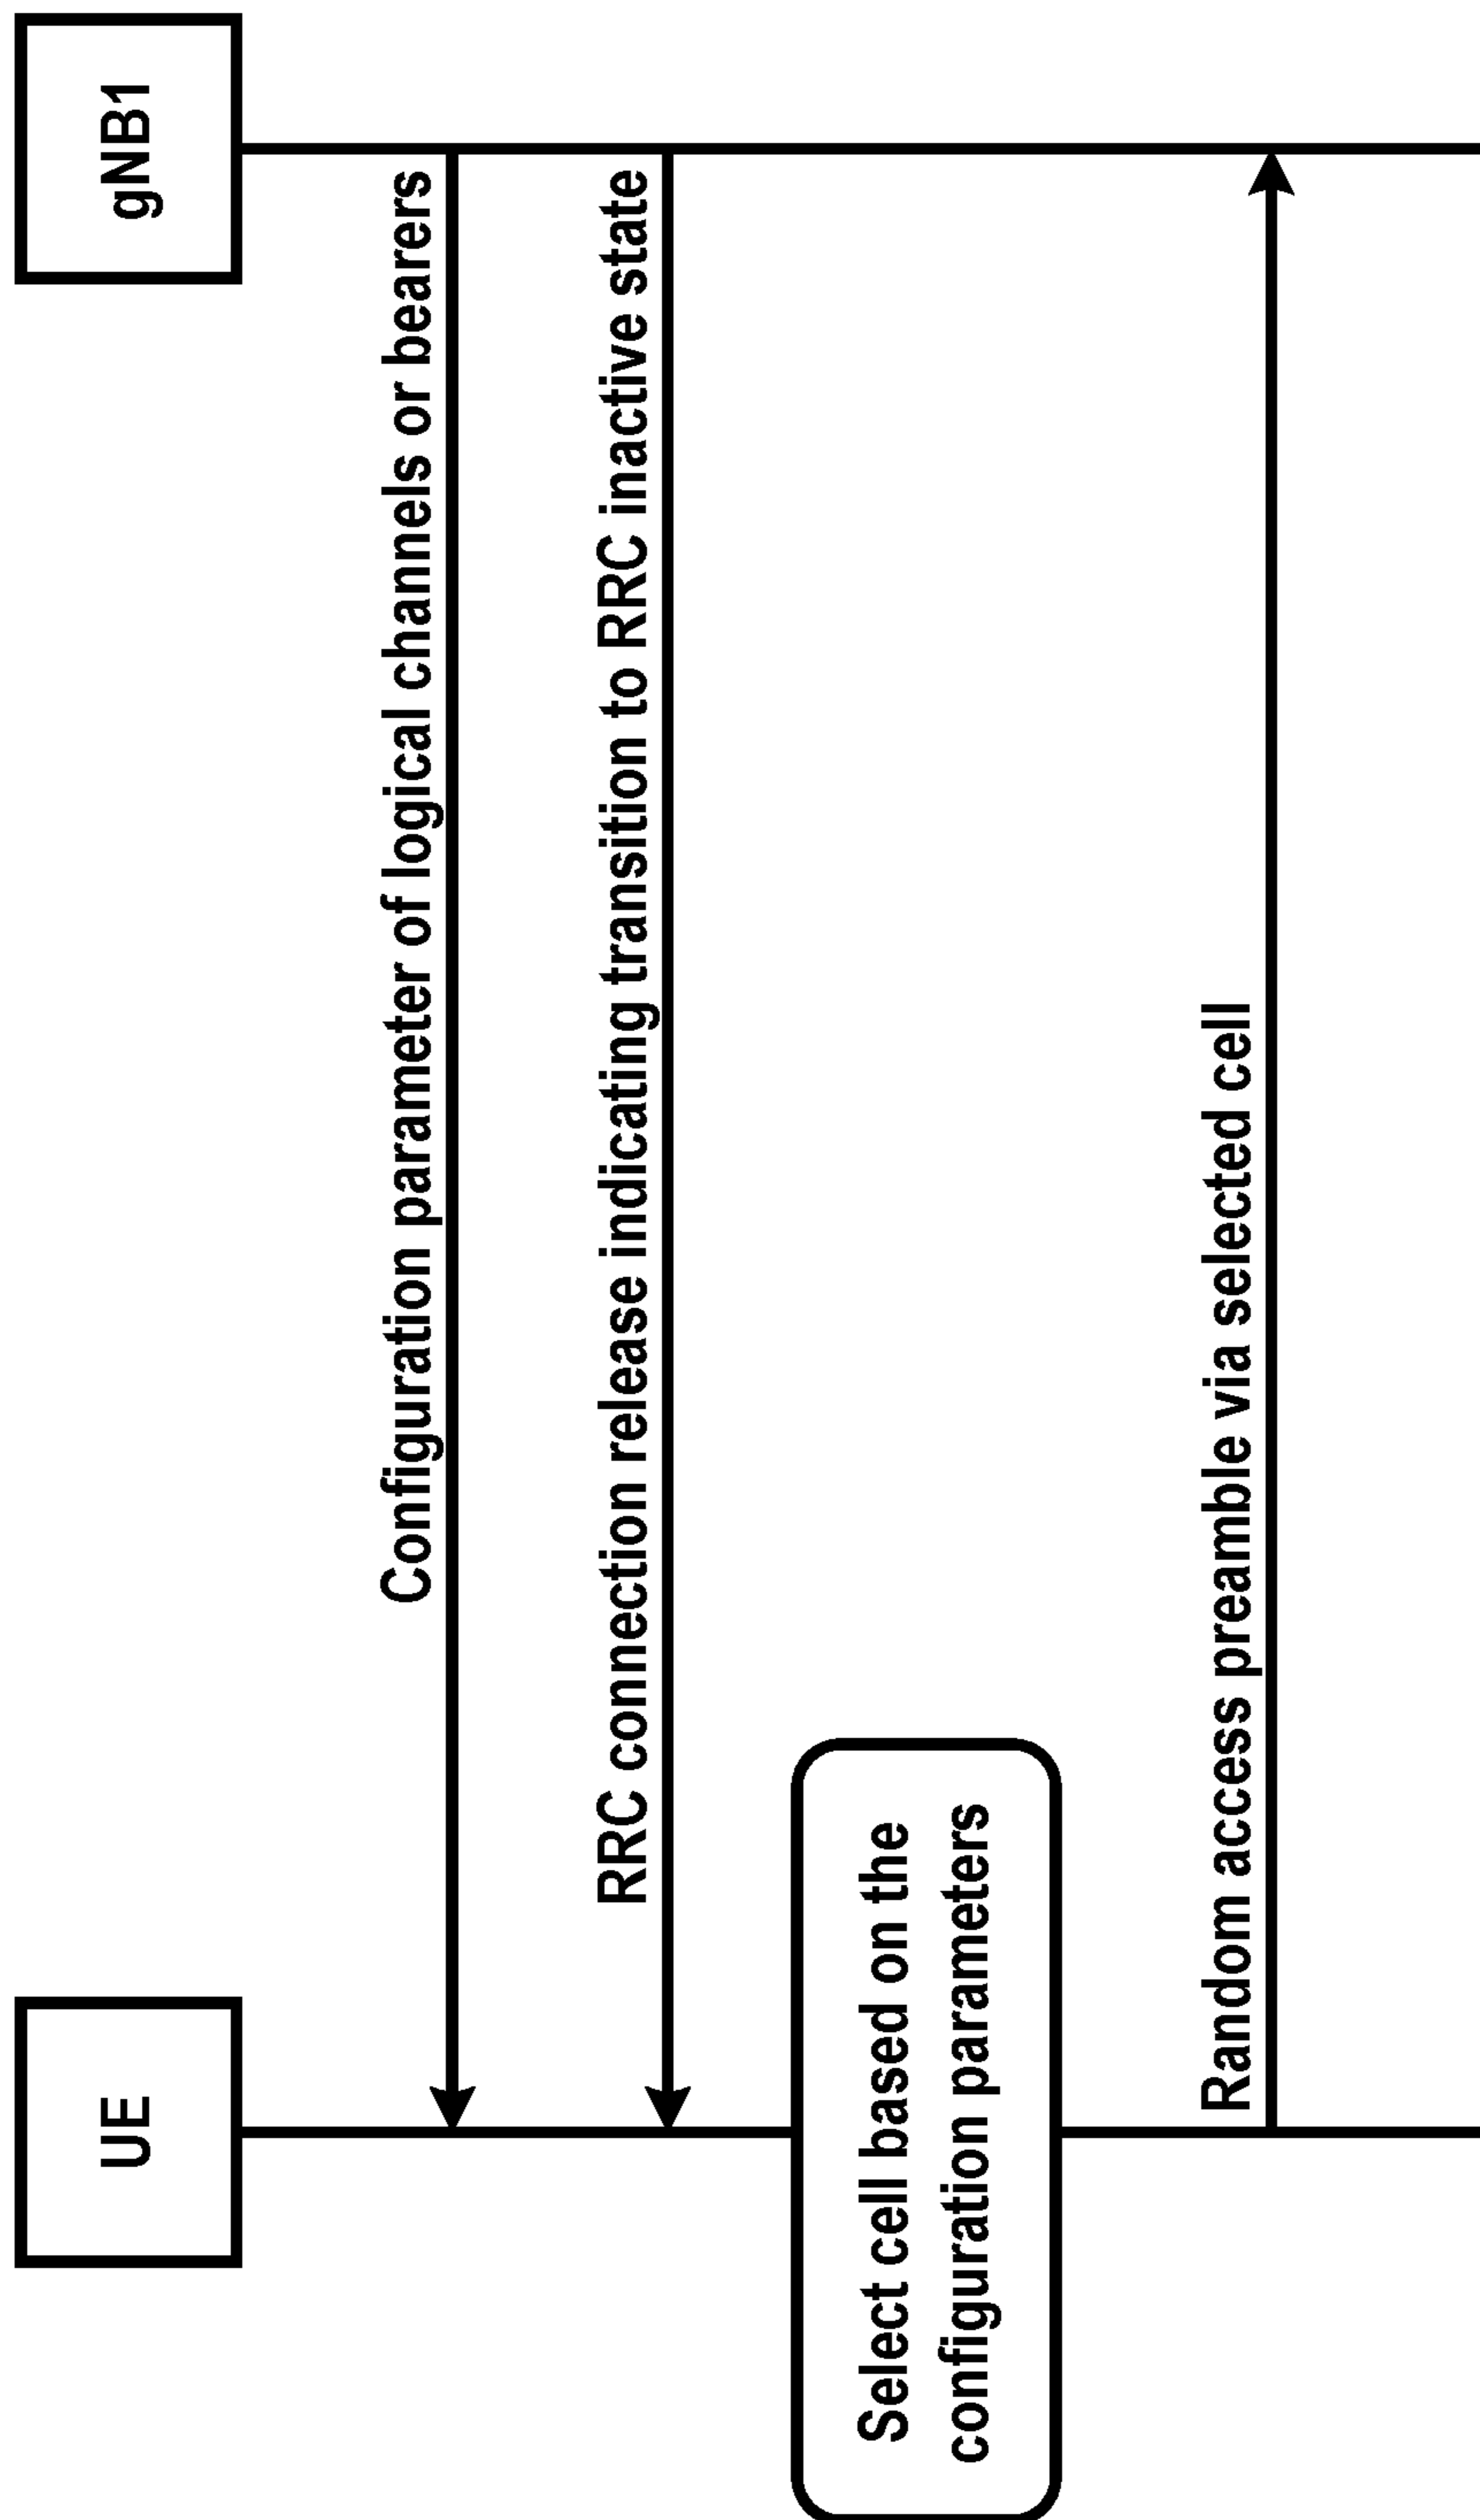 UE
gNB1
Configuration parameter of logical channels or bearers
RRC connection release indicating transition to RRC inactive state
Select cell based on the
configuration parameters
Random access preamble via selected cell